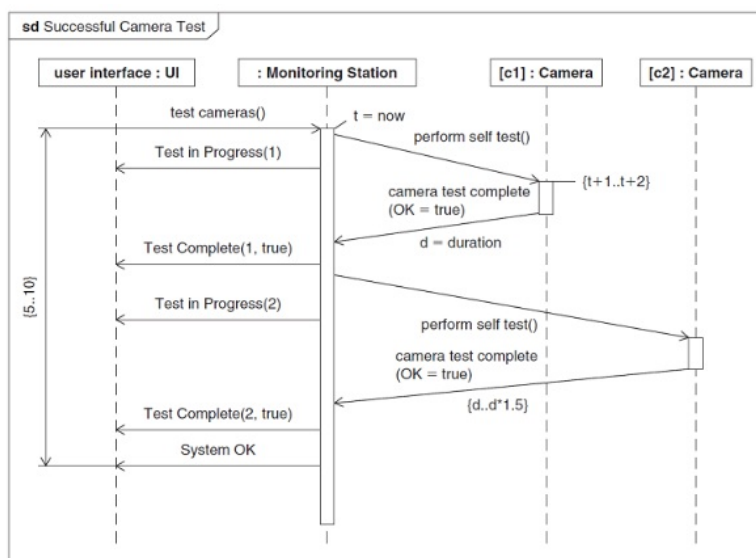 sd Successful Camera Test
user interface : UI
: Monitoring Station
[c1] : Camera
[c2] : Camera
test cameras()
t = now
perform self test()
Test in Progress(1)
{t+1..t+2}
camera test complete
(OK = true)
d = duration
Test Complete(1, true)
{5..10}
Test in Progress(2)
perform self test()
camera test complete
(OK = true)
{d..d*1.5}
Test Complete(2, true)
System OK